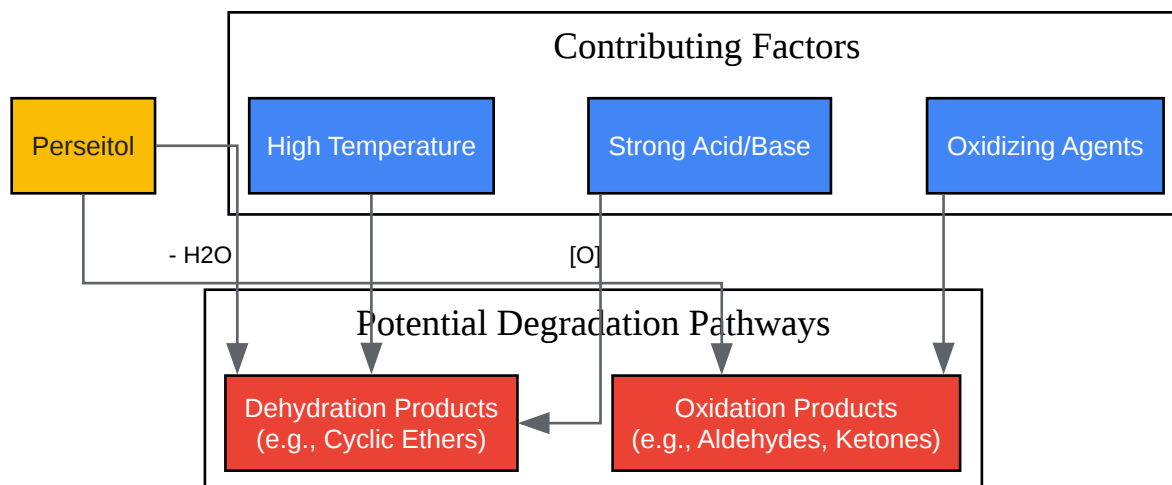 Contributing Factors
Perseitol
High Temperature
Strong Acid/Base
Oxidizing Agents
- H2O
[O]
Potential Degradation Pathways
Dehydration Products
(e.g., Cyclic Ethers)
Oxidation Products
(e.g., Aldehydes, Ketones)